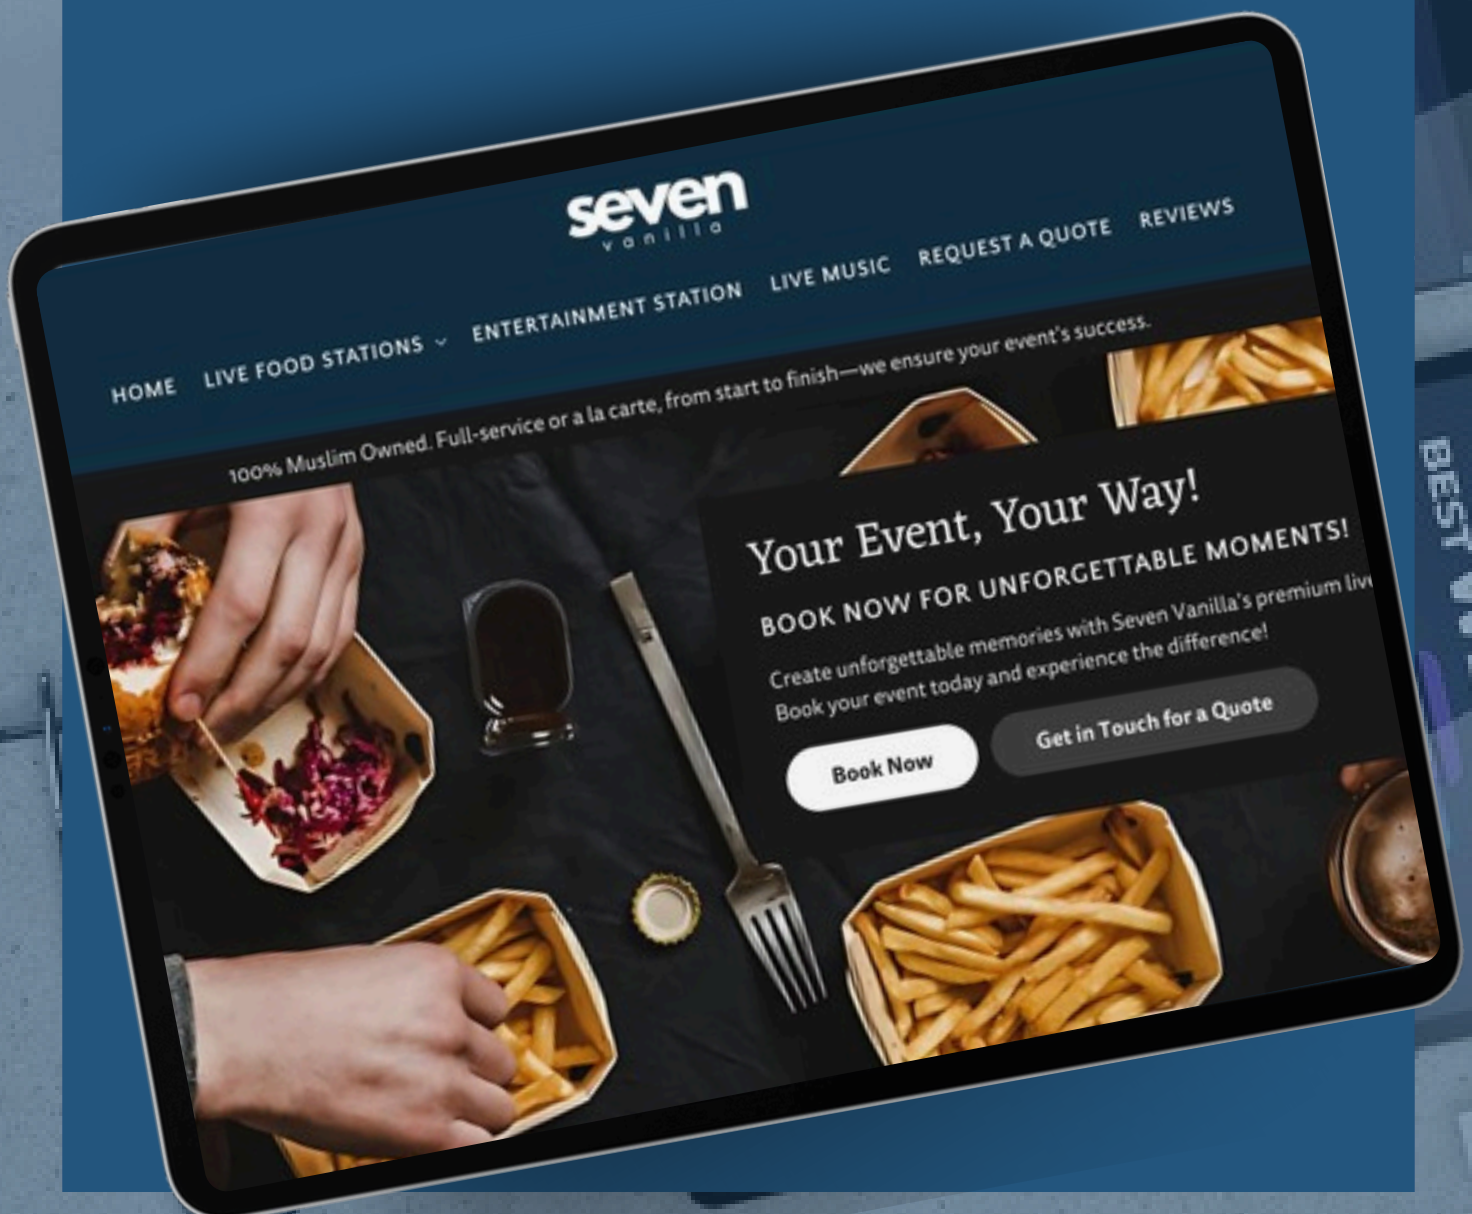 seven
vanilla
HOME LIVE FOOD STATIONS ENTERTAINMENT STATION LIVE MUSIC REQUEST A QUOTE REVIEWS
100% Muslim Owned. Full-service or a la carte, from start to finish—we ensure your event's success.
Your Event, Your Way!
BOOK NOW FOR UNFORGETTABLE MOMENTS!
Create unforgettable memories with Seven Vanilla's premium live
Book your event today and experience the difference!
Book Now Get in Touch for a Quote
BEST